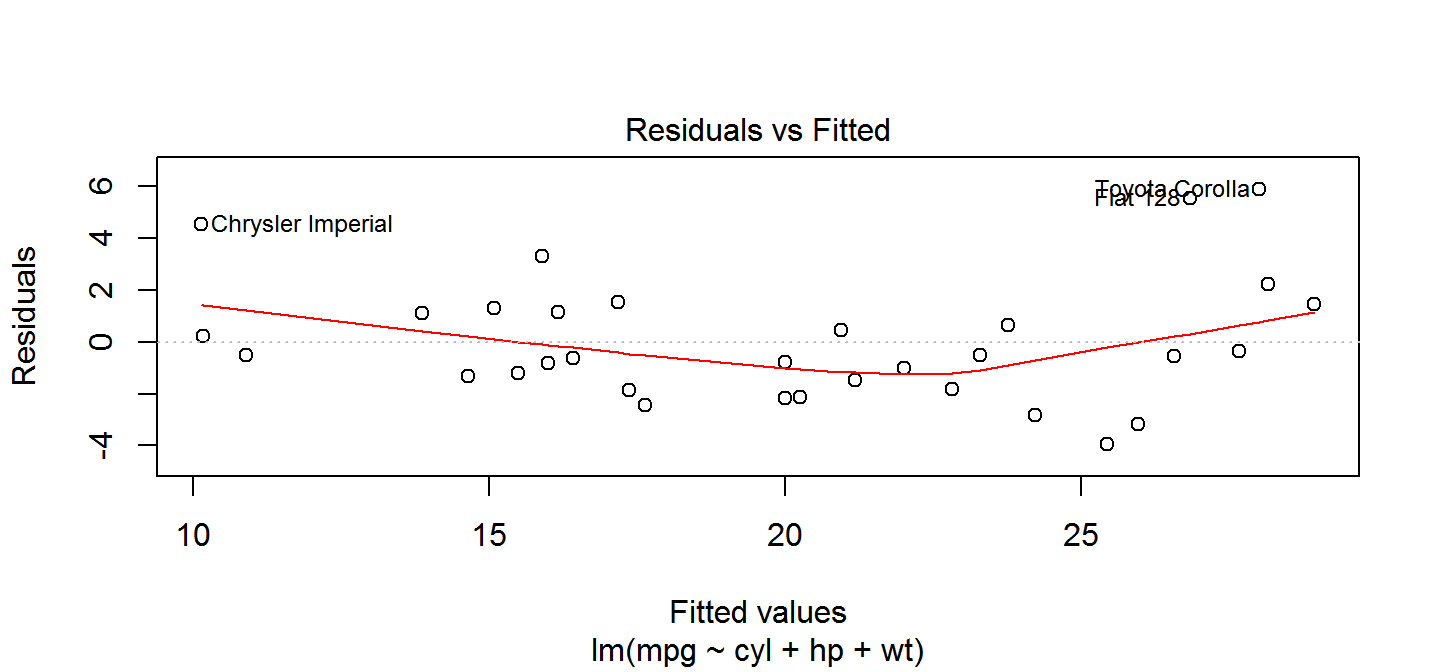 Residuals vs Fitted
Residuals
6
4
2
0
-4
Toyota Corolla
Fiat 128
Chrysler Imperial
10 15 20 25
Fitted values
lm(mpg ~ cyl + hp + wt)